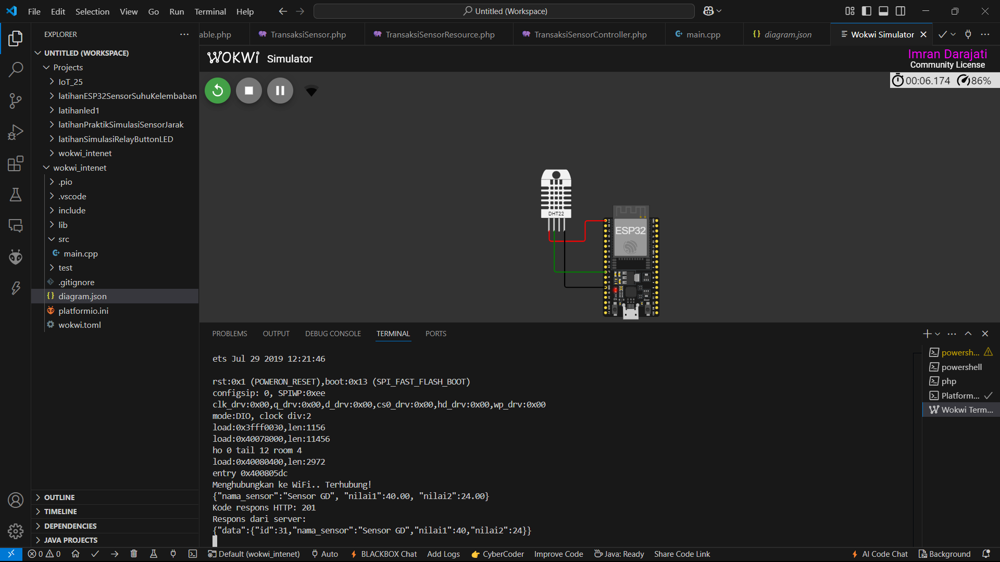 File Edit Selection View Go Run Terminal Help
Untitled (Workspace)
EXPLORER
able.php
TransaksiSensor.php
TransaksiSensorResource.php
TransaksiSensorController.php
main.cpp
diagram.json
Wokwi Simulator
UNTITLED (WORKSPACE)
Projects
IoT_25
latihanESP32SensorSuhuKelembaban
latihanled1
latihanPraktikSimulasiSensorJarak
latihanSimulasiRelayButtonLED
wokwi_intenet
wokwi_intenet
.pio
.vscode
include
lib
src
main.cpp
test
.gitignore
diagram.json
platformio.ini
wokwi.toml
OUTLINE
TIMELINE
DEPENDENCIES
JAVA PROJECTS
WOKWI Simulator
Imran Darajati
Community License
00:06.174 86%
DHT22
ESP32
PROBLEMS OUTPUT DEBUG CONSOLE TERMINAL PORTS
ets Jul 29 2019 12:21:46
rst:0x1 (POWERON_RESET),boot:0x13 (SPI_FAST_FLASH_BOOT)
configsip: 0, SPIWP:0xee
clk_drv:0x00,q_drv:0x00,d_drv:0x00,cs0_drv:0x00,hd_drv:0x00,wp_drv:0x00
mode:DIO, clock div:2
load:0x3fff0030,len:1156
load:0x40078000,len:11456
ho 0 tail 12 room 4
load:0x40080400,len:2972
entry 0x400805dc
Menghubungkan ke WiFi.. Terhubung!
{"nama_sensor":"Sensor GD", "nilai1":40.00, "nilai2":24.00}
Kode respons HTTP: 201
Respons dari server:
{"data":{"id":31,"nama_sensor":"Sensor GD","nilai1":40,"nilai2":24}}
powersh...
powershell
php
Platform...
Wokwi Term...
0 0
Default (wokwi_intenet)
Auto
BLACKBOX Chat
Add Logs
CyberCoder
Improve Code
Java: Ready
Share Code Link
AI Code Chat
Background